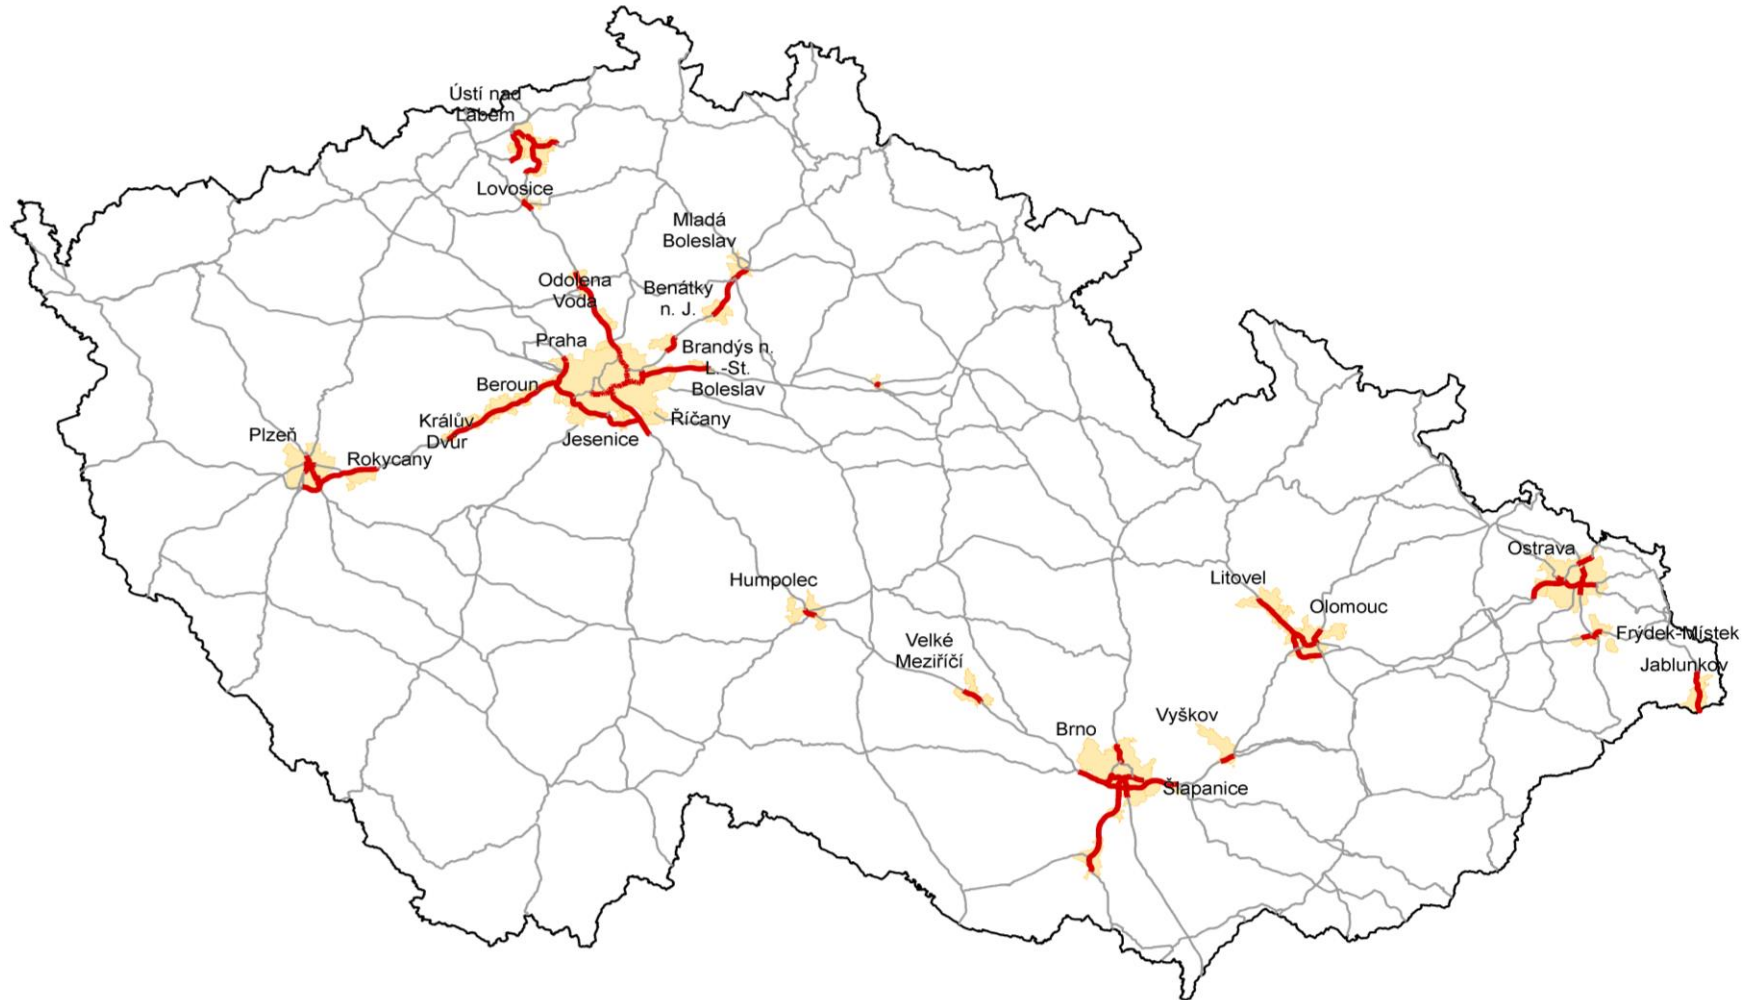 Ústí nad
Labem
Lovosice
Mladá
Boleslav
Odolena
Voda
Benátky
n. J.
Praha
Brandýs n.
L.-St.
Boleslav
Beroun
Králův
Dvůr
Říčany
Jesenice
Plzeň
Rokycany
Ostrava
Humpolec
Litovel
Olomouc
Velké
Meziříčí
Frýdek-Místek
Jablunkov
Vyškov
Brno
Šlapanice